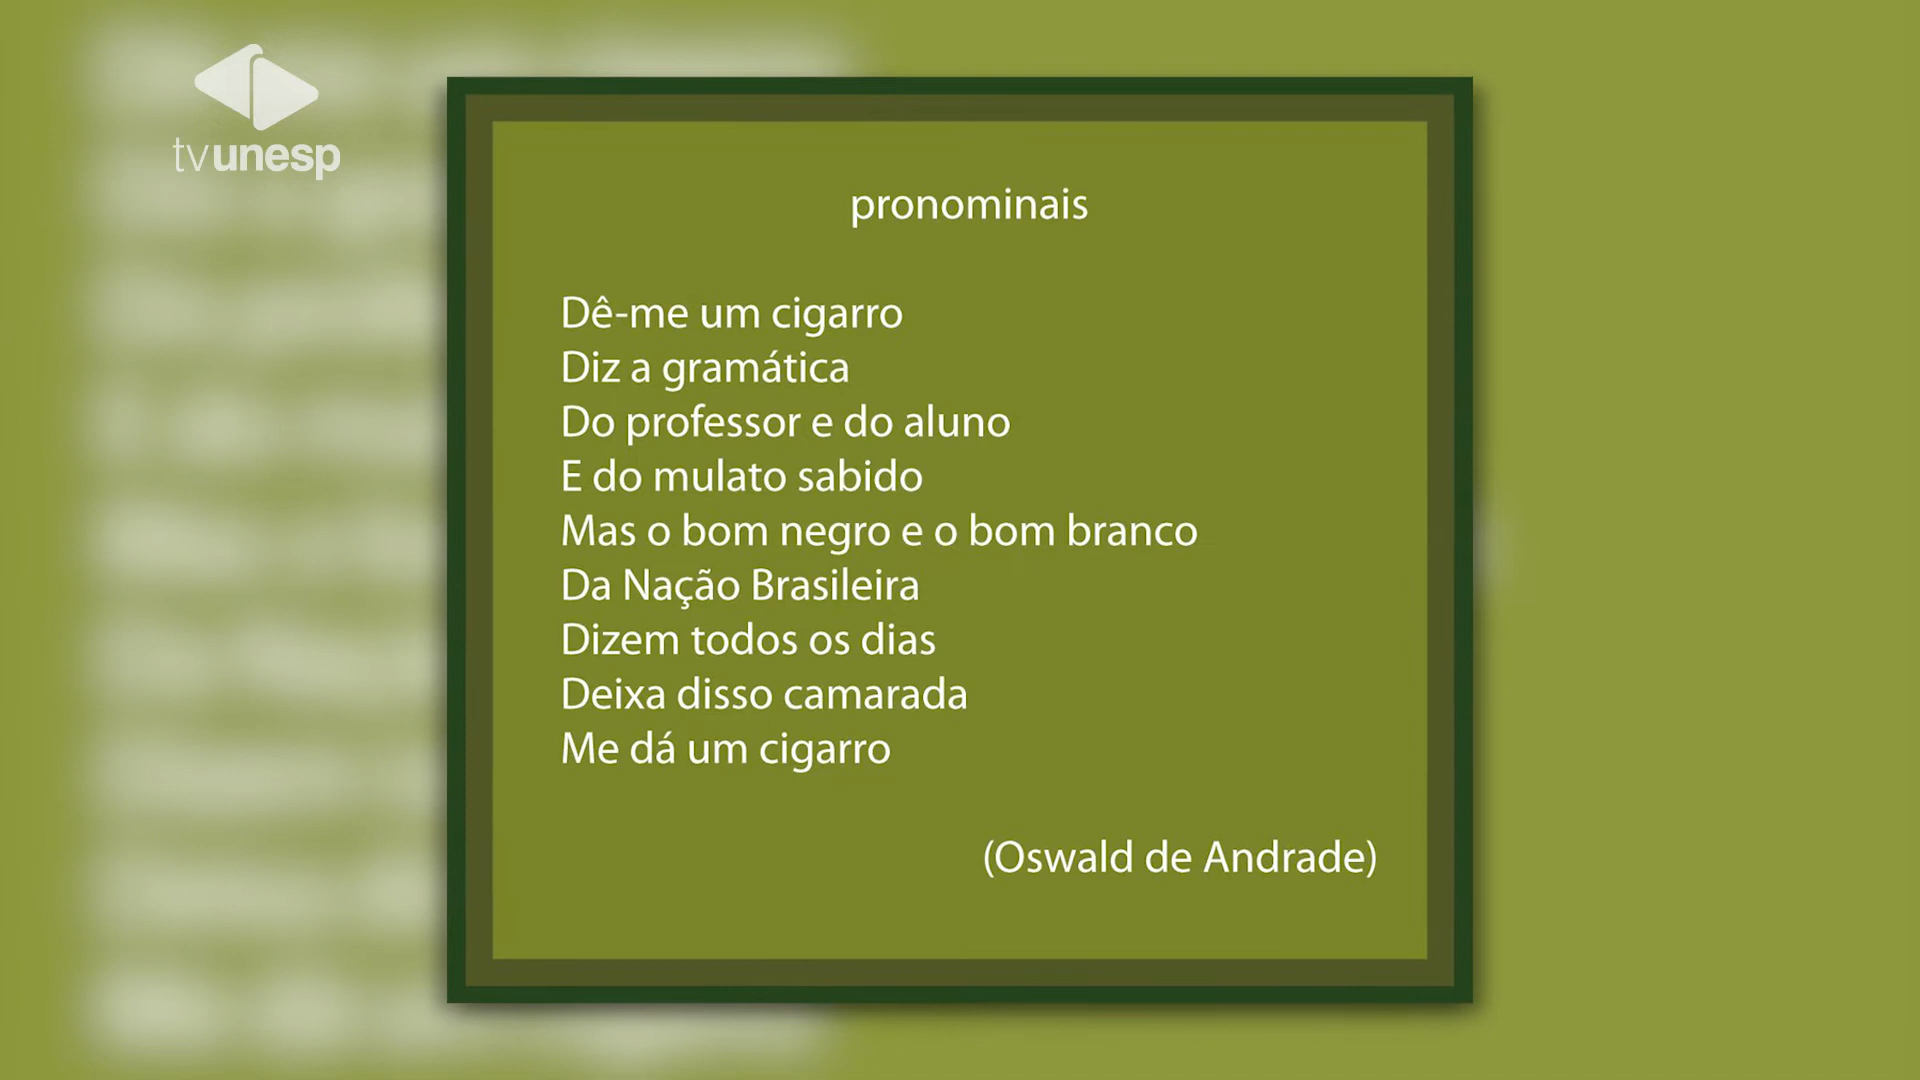 tvunesp
pronominais
Dê-me um cigarro
Diz a gramática
Do professor e do aluno
E do mulato sabido
Mas o bom negro e o bom branco
Da Nação Brasileira
Dizem todos os dias
Deixa disso camarada
Me dá um cigarro
(Oswald de Andrade)